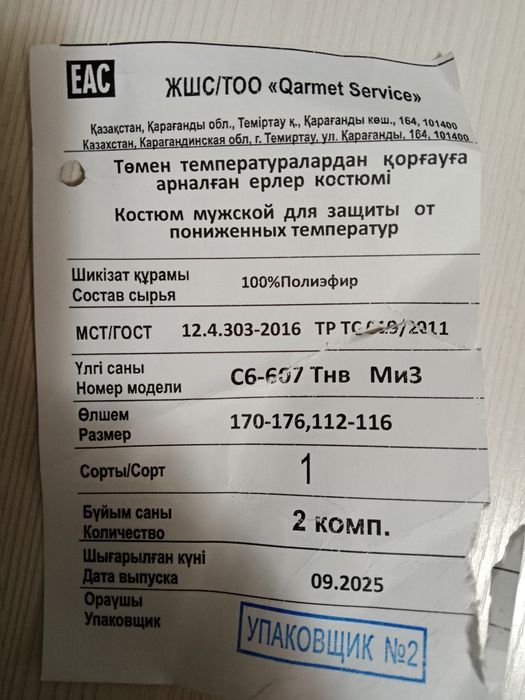 EAC
ЖШС/ТОО «Qarmet Service»
Қазақстан, Қарағанды обл., Теміртау қ., Қарағанды көш., 164, 101400
Казахстан, Карагандинская обл, г. Темиртау, ул. Караганды, 164, 101400
Төмен температуралардан қорғауға
арналған ерлер костюмі
Костюм мужской для защиты от
пониженных температур
Шикізат құрамы
Состав сырья
100%Полиэфир
МСТ/ГОСТ 12.4.303-2016 ТР ТС 019/2011
Үлгі саны
Номер модели
С6-607 Тнв МиЗ
Өлшем
Размер
170-176,112-116
Сорты/Сорт 1
Бұйым саны
Количество
2 комп.
Шығарылған күні
Дата выпуска
09.2025
Ораушы
Упаковщик
УПАКОВЩИК №2